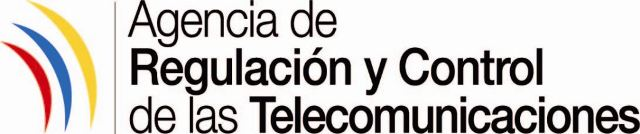 Agencia de
Regulación y Control
de las Telecomunicaciones